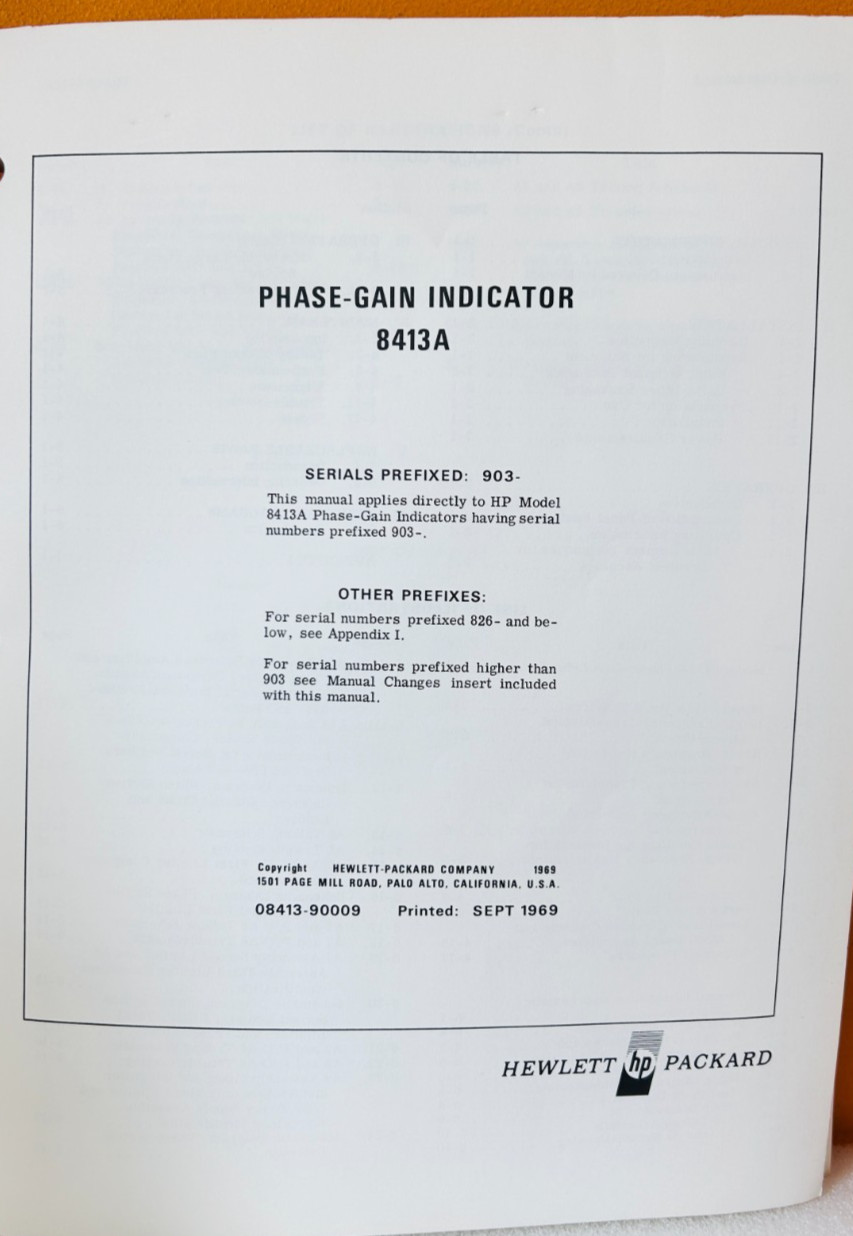 PHASE-GAIN INDICATOR
8413A
SERIALS PREFIXED: 903-
This manual applies directly to HP Model
8413A Phase-Gain Indicators having serial
numbers prefixed 903-.
OTHER PREFIXES:
For serial numbers prefixed 826- and be-
low, see Appendix I.
For serial numbers prefixed higher than
903 see Manual Changes insert included
with this manual.
Copyright HEWLETT-PACKARD COMPANY 1969
1501 PAGE MILL ROAD, PALO ALTO, CALIFORNIA, U.S.A.
08413-90009 Printed: SEPT 1969
HEWLETT hp PACKARD